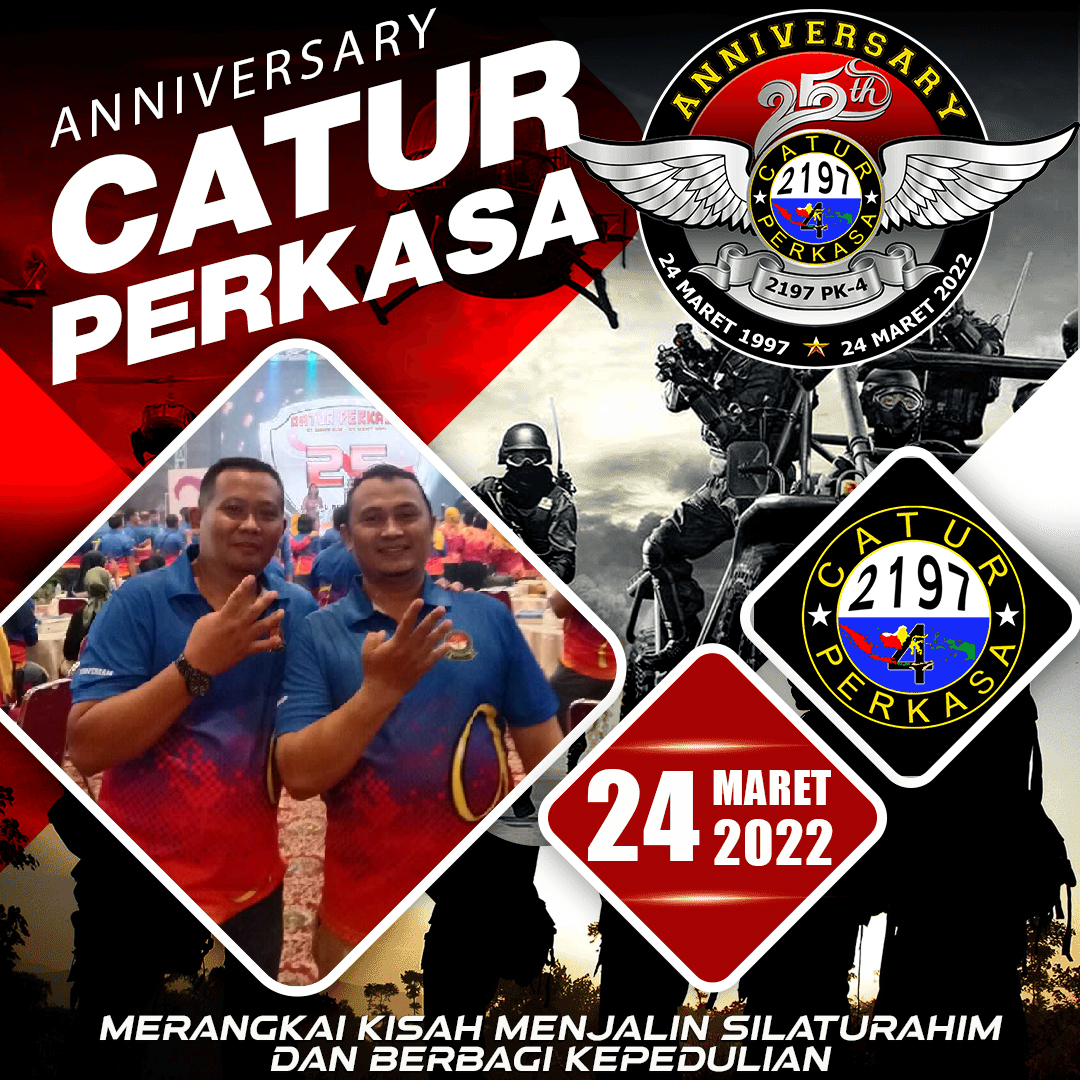 ANNIVERSARY
CATUR
PERKASA
ANNIVERSARY
25th
CATUR
2197
4
PERKASA
2197 PK-4
24 MARET 1997 ★ 24 MARET 2022
25
CATUR
2197
4
PERKASA
24 MARET
2022
MERANGKAI KISAH MENJALIN SILATURAHIM
DAN BERBAGI KEPEDULIAN